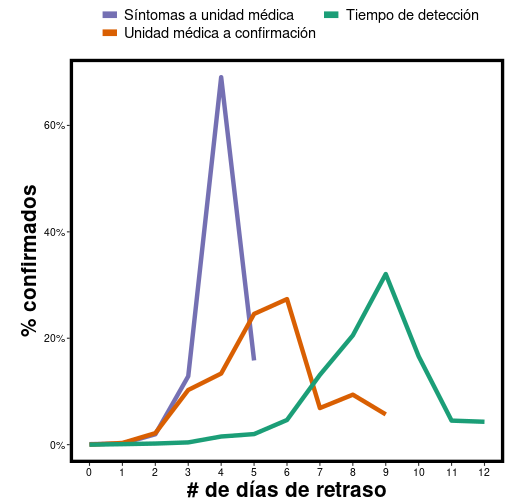 Síntomas a unidad médica Tiempo de detección
Unidad médica a confirmación
% confirmados
60%
40%
20%
0%
0 1 2 3 4 5 6 7 8 9 10 11 12
# de días de retraso